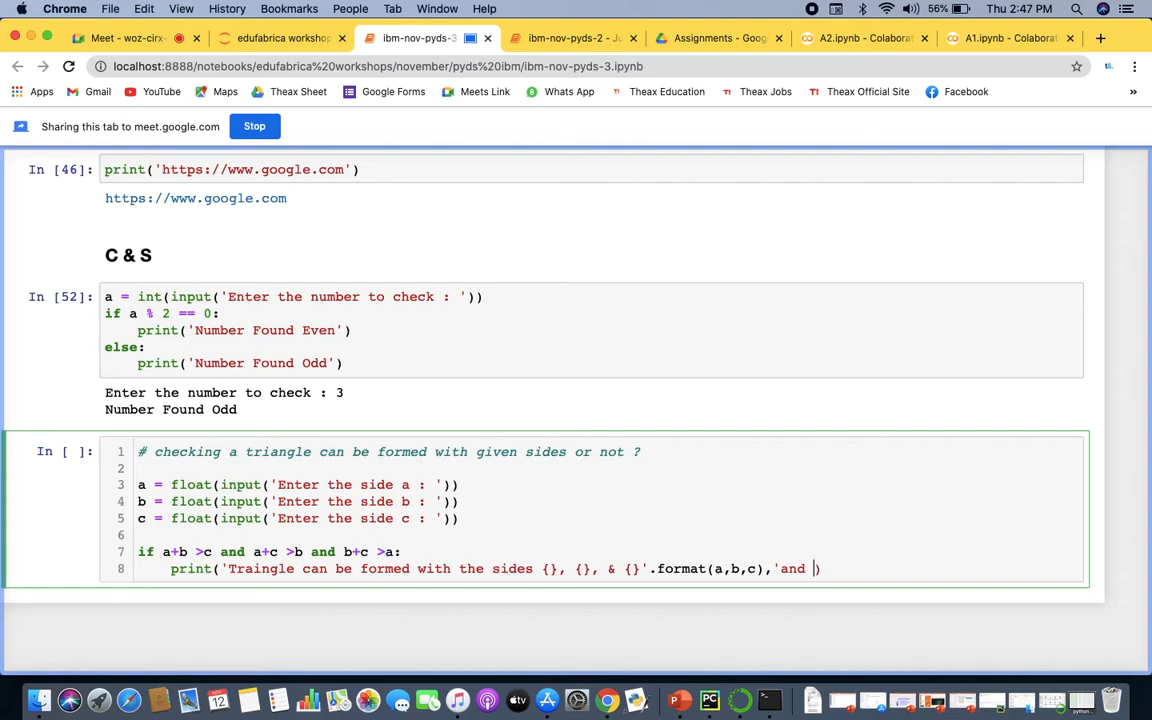 Chrome File Edit View History Bookmarks People Tab Window Help 56% Thu 2:47 PM
Meet - woz-cirx- edufabrica workshop ibm-nov-pyds-3 ibm-nov-pyds-2 - Ju Assignments - Goog A2.ipynb - Colaborat A1.ipynb - Colaborat
localhost:8888/notebooks/edufabrica%20workshops/november/pyds%20ibm/ibm-nov-pyds-3.ipynb
Apps Gmail YouTube Maps Theax Sheet Google Forms Meets Link Whats App Theax Education Theax Jobs Theax Official Site Facebook »
Sharing this tab to meet.google.com Stop
In [46]: print('https://www.google.com')
https://www.google.com
C & S
In [52]: a = int(input('Enter the number to check : '))
if a % 2 == 0:
    print('Number Found Even')
else:
    print('Number Found Odd')
Enter the number to check : 3
Number Found Odd
In [ ]: 1 # checking a triangle can be formed with given sides or not ?
2
3 a = float(input('Enter the side a : '))
4 b = float(input('Enter the side b : '))
5 c = float(input('Enter the side c : '))
6
7 if a+b >c and a+c >b and b+c >a:
8     print('Traingle can be formed with the sides {}, {}, & {}'.format(a,b,c),'and )